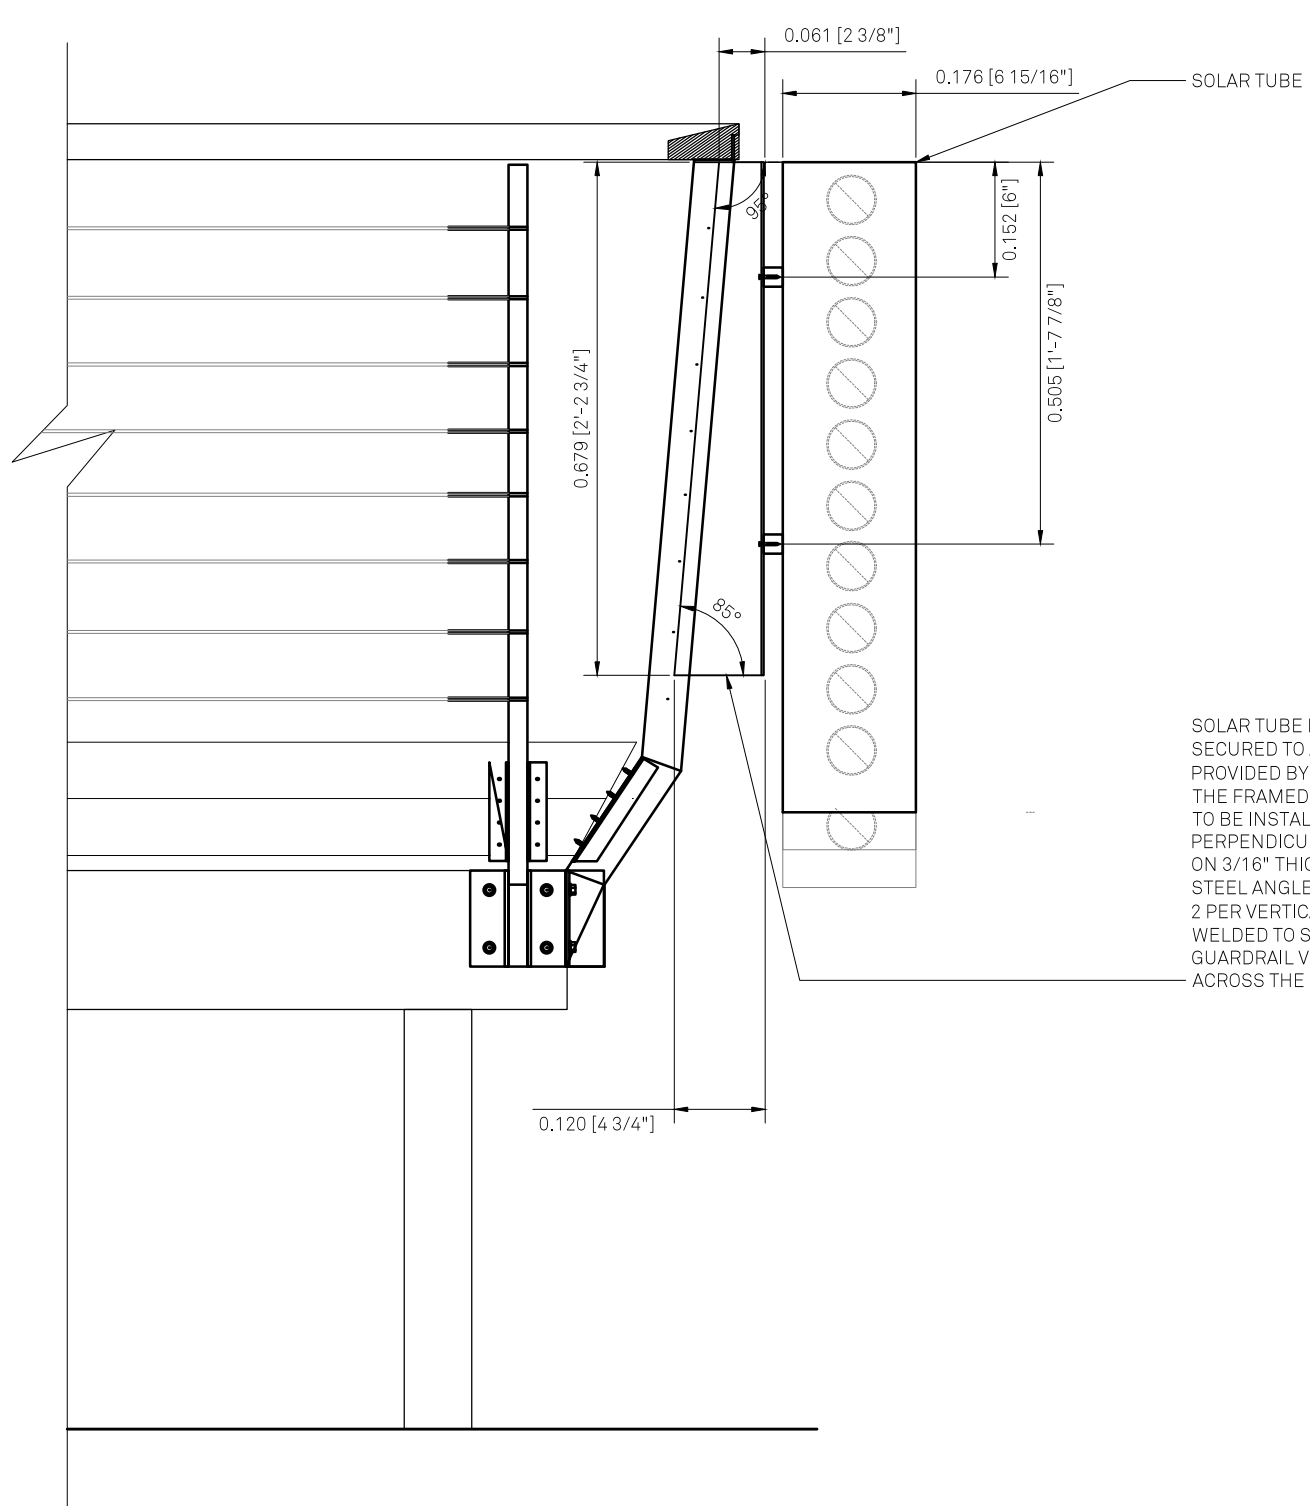 0.061 [2 3/8"]
0.176 [6 15/16"]
SOLAR TUBE
95°
0.152 [6"]
0.505 [1'-7 7/8"]
0.679 [2'-2 3/4"]
85°
SOLAR TUBE
SECURED TO
PROVIDED BY
THE FRAMED
TO BE INSTAL
PERPENDICU
ON 3/16" THIC
STEEL ANGLE
2 PER VERTIC
WELDED TO S
GUARDRAIL V
ACROSS THE
0.120 [4 3/4"]